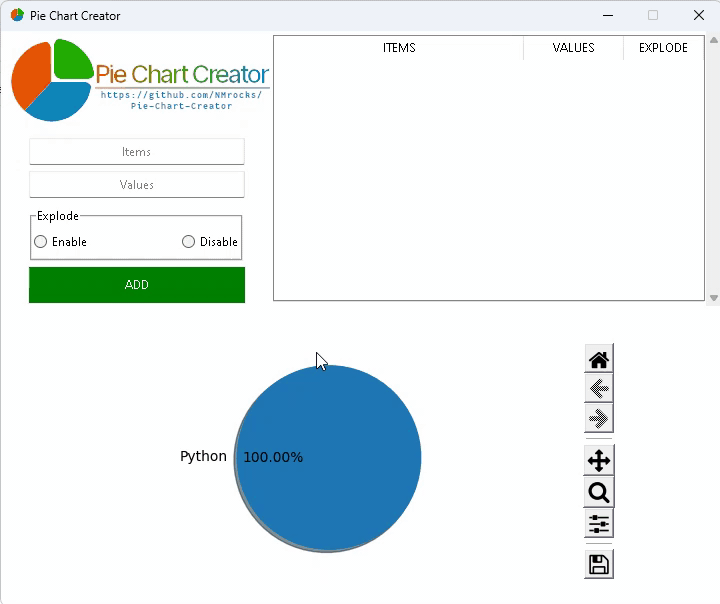 Pie Chart Creator
Pie Chart Creator
https://github.com/NMrocks/
Pie-Chart-Creator
Items
Values
Explode
Enable
Disable
ADD
ITEMS
VALUES
EXPLODE
Python
100.00%